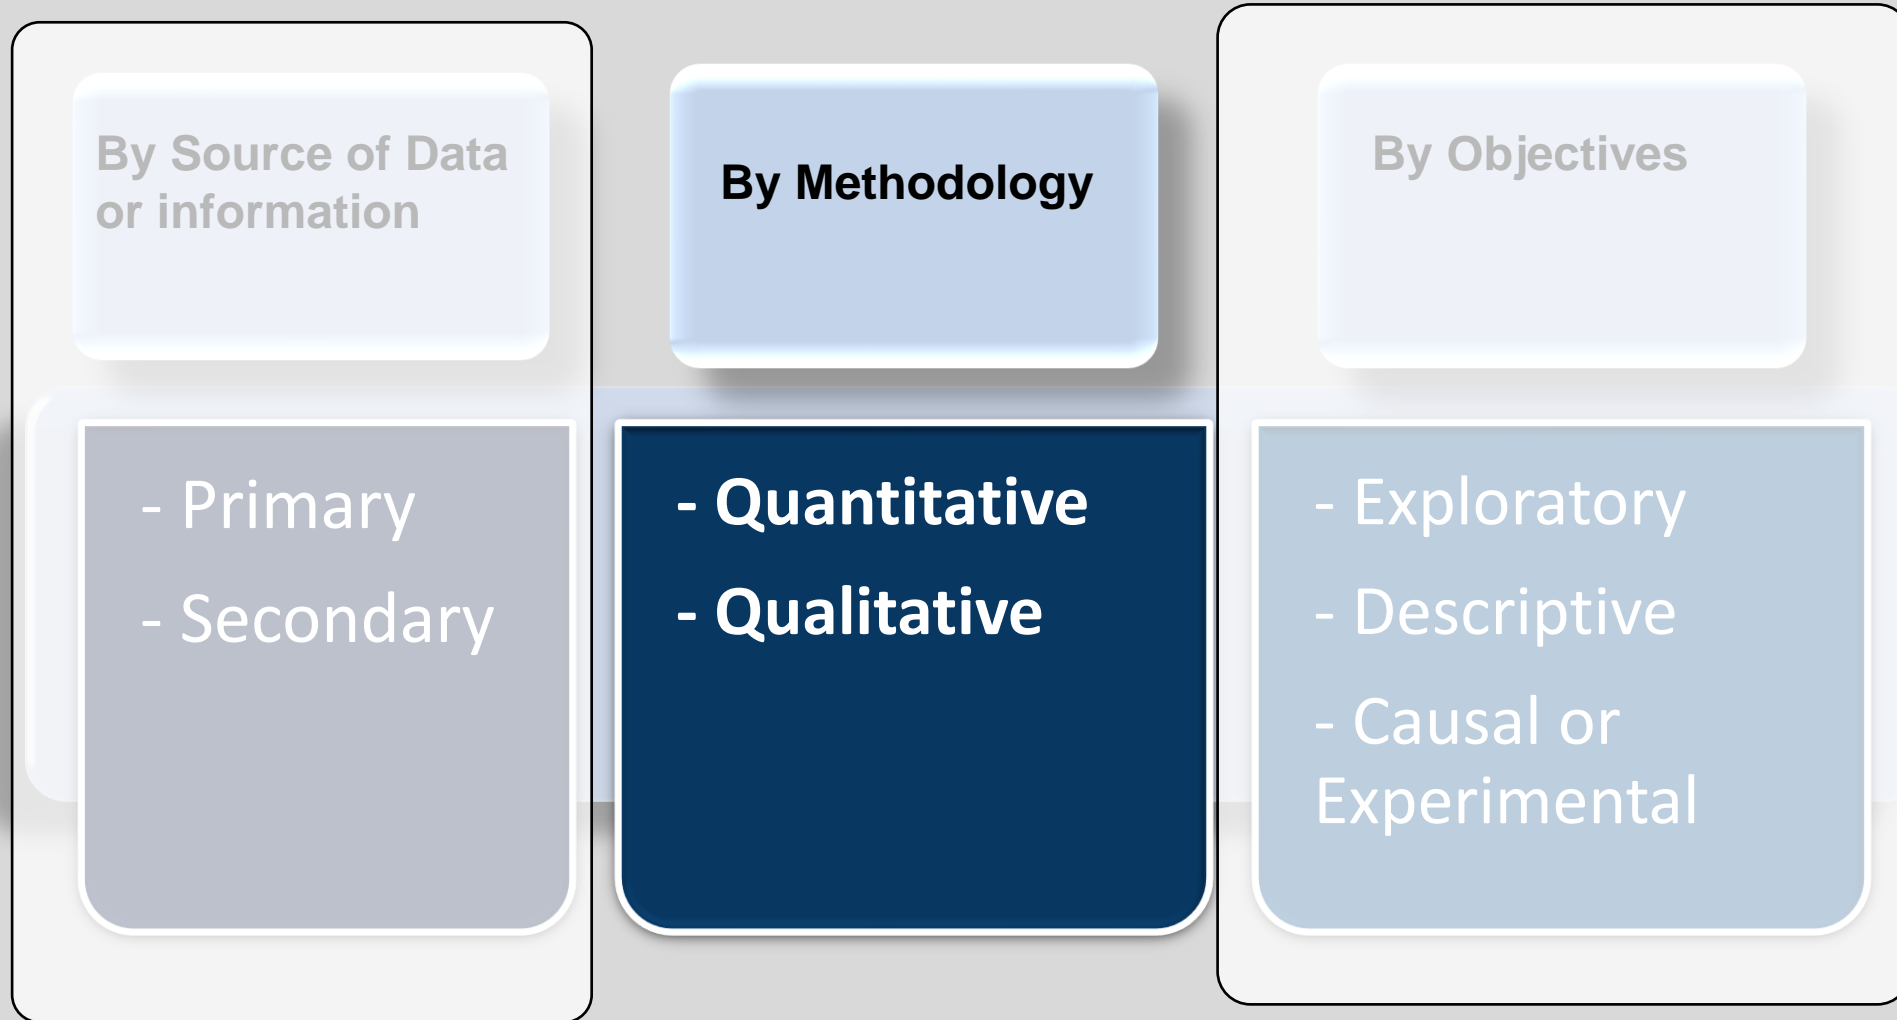 By Source of Data
or information
- Primary
- Secondary
By Methodology
- Quantitative
- Qualitative
By Objectives
- Exploratory
- Descriptive
- Causal or
Experimental